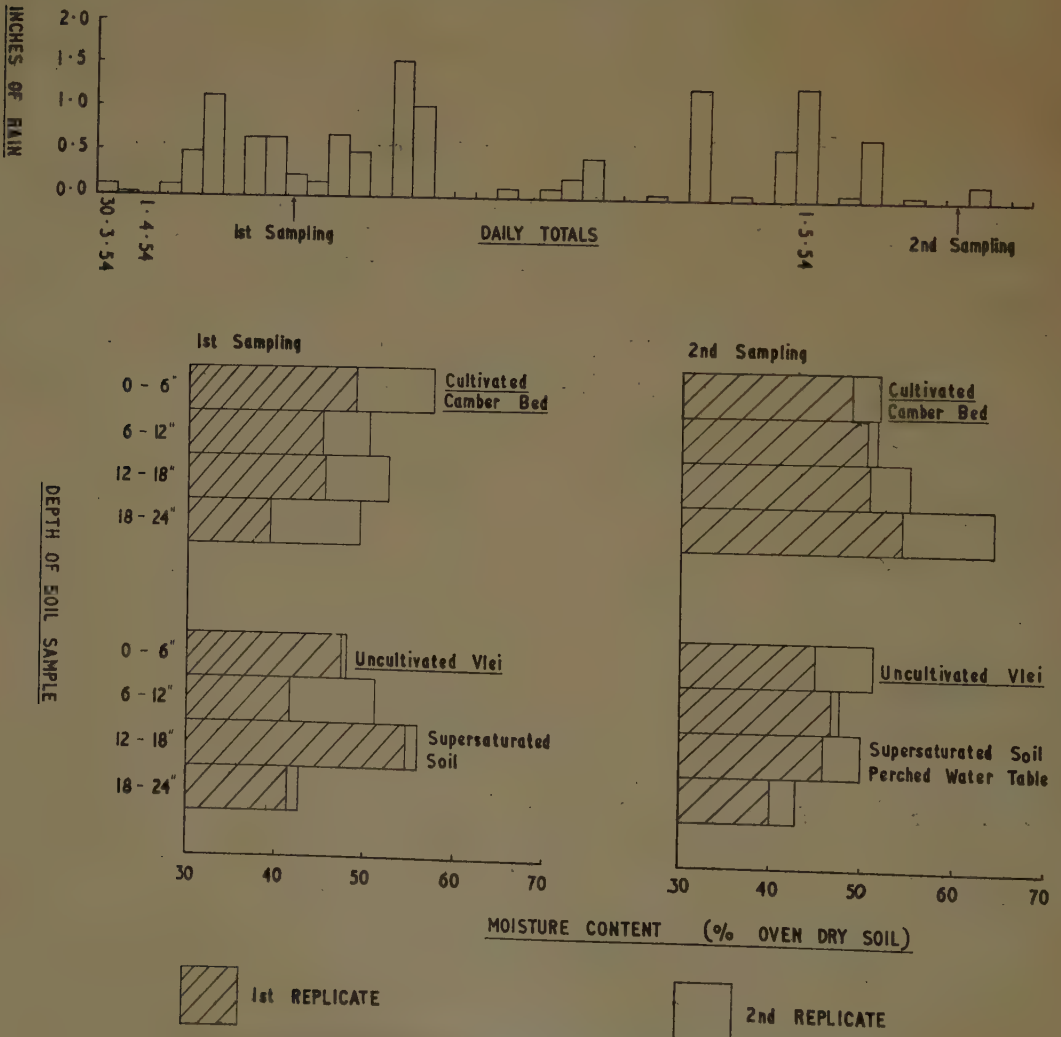 INCHES OF RAIN
2·0
1·5
1·0
0·5
0·0
30·3·54
1·4·54
1st Sampling
DAILY TOTALS
1·5·54
2nd Sampling
1st Sampling
2nd Sampling
DEPTH OF SOIL SAMPLE
0 - 6"
6 - 12"
12 - 18"
18 - 24"
Cultivated
Camber Bed
Cultivated
Camber Bed
0 - 6"
6 - 12"
12 - 18"
18 - 24"
Uncultivated Vlei
Supersaturated
Soil
Uncultivated Vlei
Supersaturated Soil
Perched Water Table
30 40 50 60 70
30 40 50 60 70
MOISTURE CONTENT (% OVEN DRY SOIL)
1st REPLICATE
2nd REPLICATE